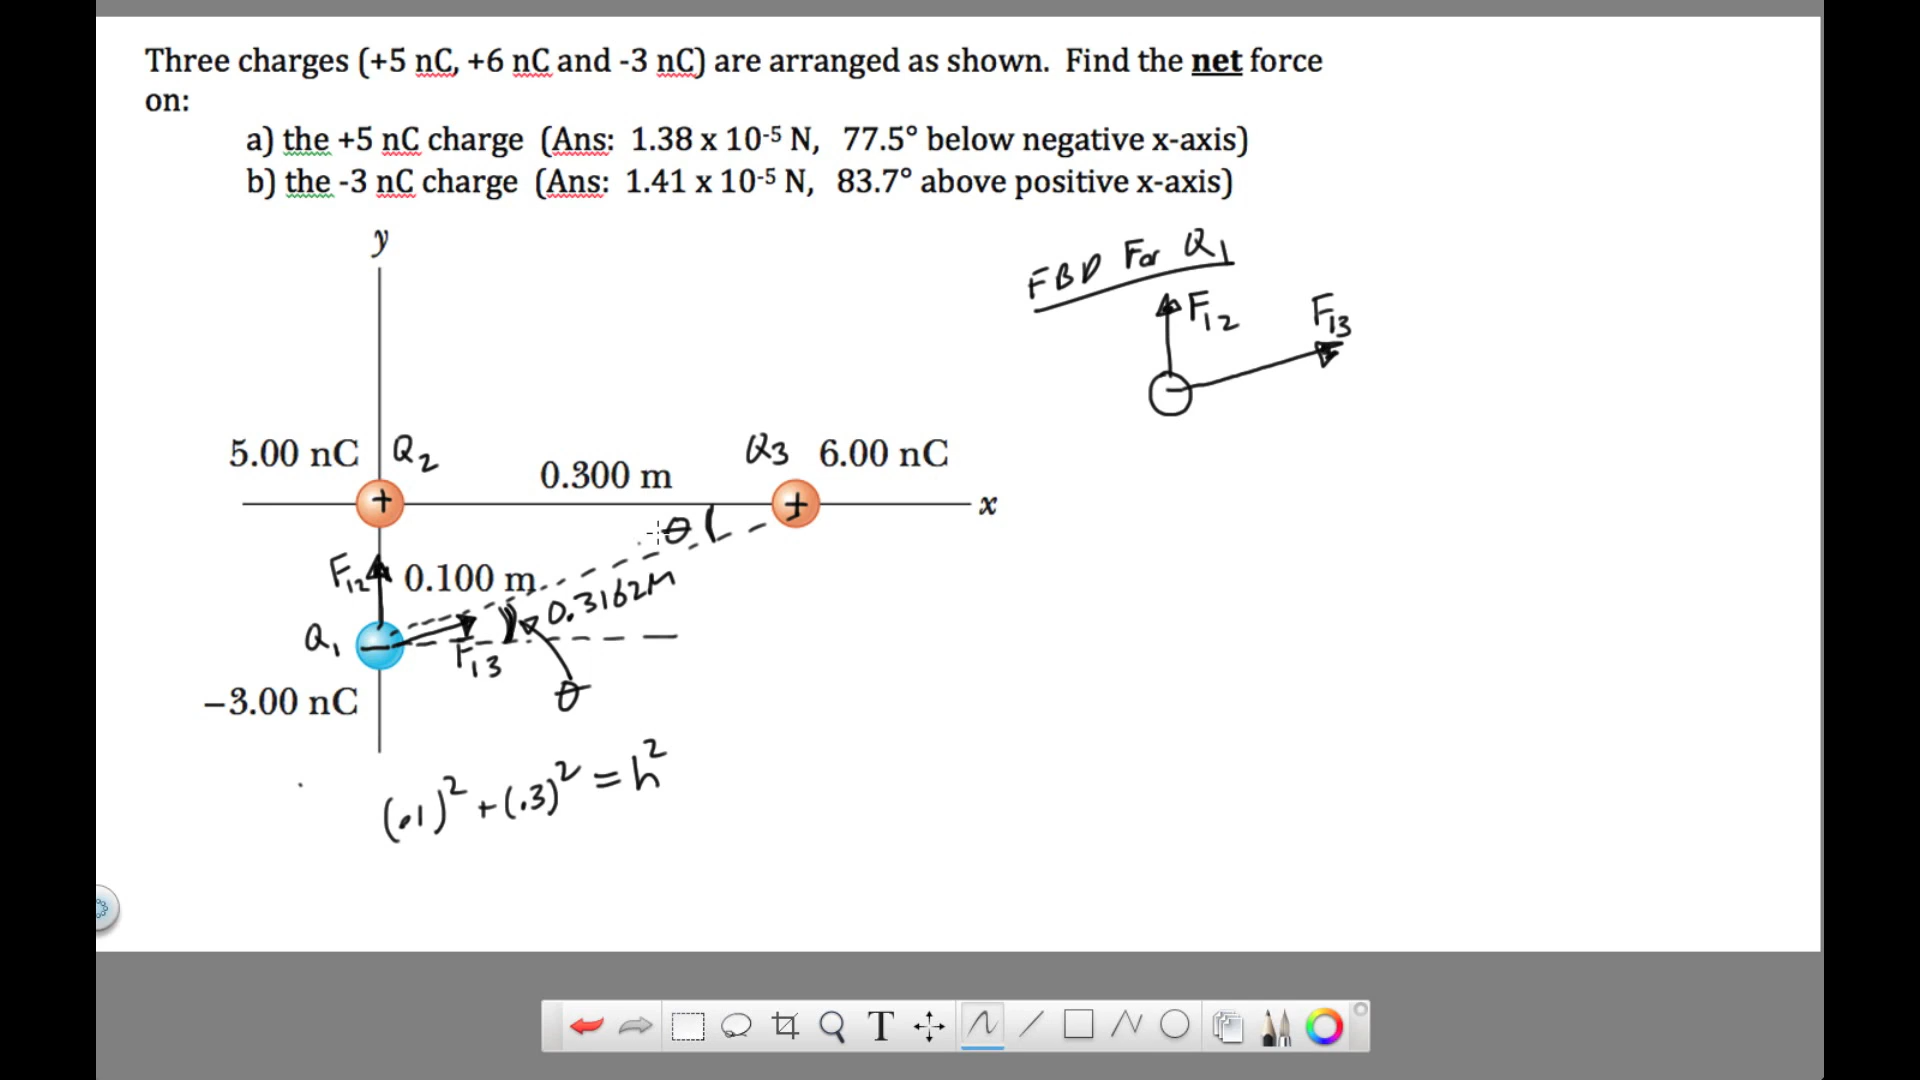 Three charges (+5 nC, +6 nC and -3 nC) are arranged as shown. Find the net force
on:
a) the +5 nC charge (Ans: 1.38 x 10-5 N, 77.5° below negative x-axis)
b) the -3 nC charge (Ans: 1.41 x 10-5 N, 83.7° above positive x-axis)
y
FBD For Q1
F12
F13
5.00 nC Q2
0.300 m
Q3 6.00 nC
+
+
x
θ
F12
0.100 m
0.3162m
Q1
F13
θ
−3.00 nC
(.1)² + (.3)² = h²
T